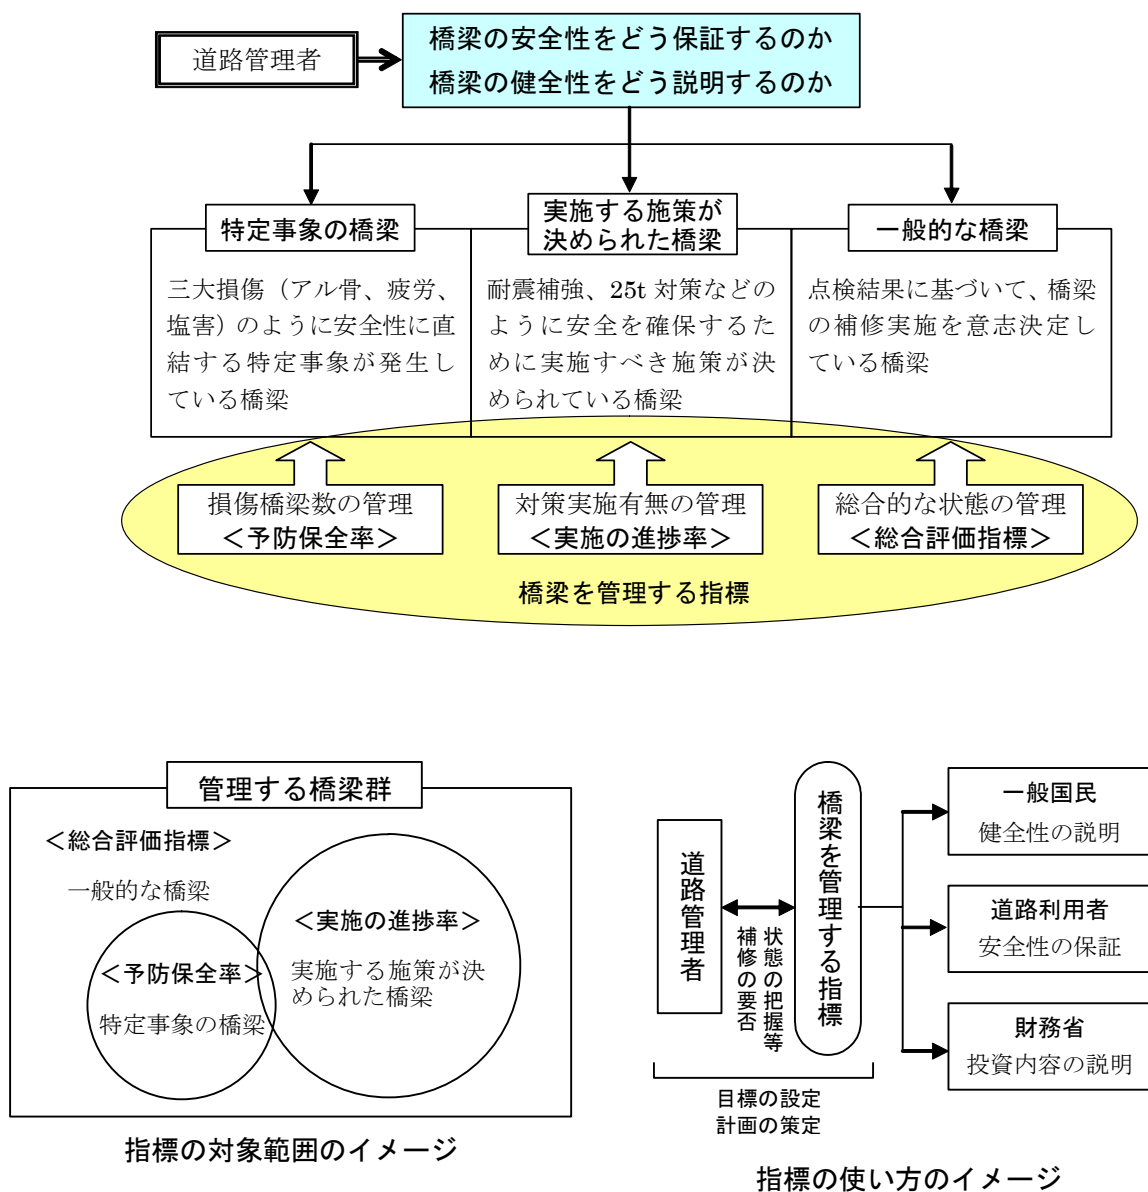 道路管理者
橋梁の安全性をどう保証するのか
橋梁の健全性をどう説明するのか
特定事象の橋梁
三大損傷（アル骨、疲労、
塩害）のように安全性に直
結する特定事象が発生し
ている橋梁
実施する施策が
決められた橋梁
耐震補強、25t 対策などの
ように安全を確保するた
めに実施すべき施策が決
められている橋梁
一般的な橋梁
点検結果に基づいて、橋梁
の補修実施を意志決定し
ている橋梁
損傷橋梁数の管理
＜予防保全率＞
対策実施有無の管理
＜実施の進捗率＞
総合的な状態の管理
＜総合評価指標＞
橋梁を管理する指標
管理する橋梁群
＜総合評価指標＞
一般的な橋梁
＜予防保全率＞
特定事象の橋梁
＜実施の進捗率＞
実施する施策が決
められた橋梁
指標の対象範囲のイメージ
道路管理者
状態の把握等
補修の要否
橋梁を管理する指標
目標の設定
計画の策定
一般国民
健全性の説明
道路利用者
安全性の保証
財務省
投資内容の説明
指標の使い方のイメージ